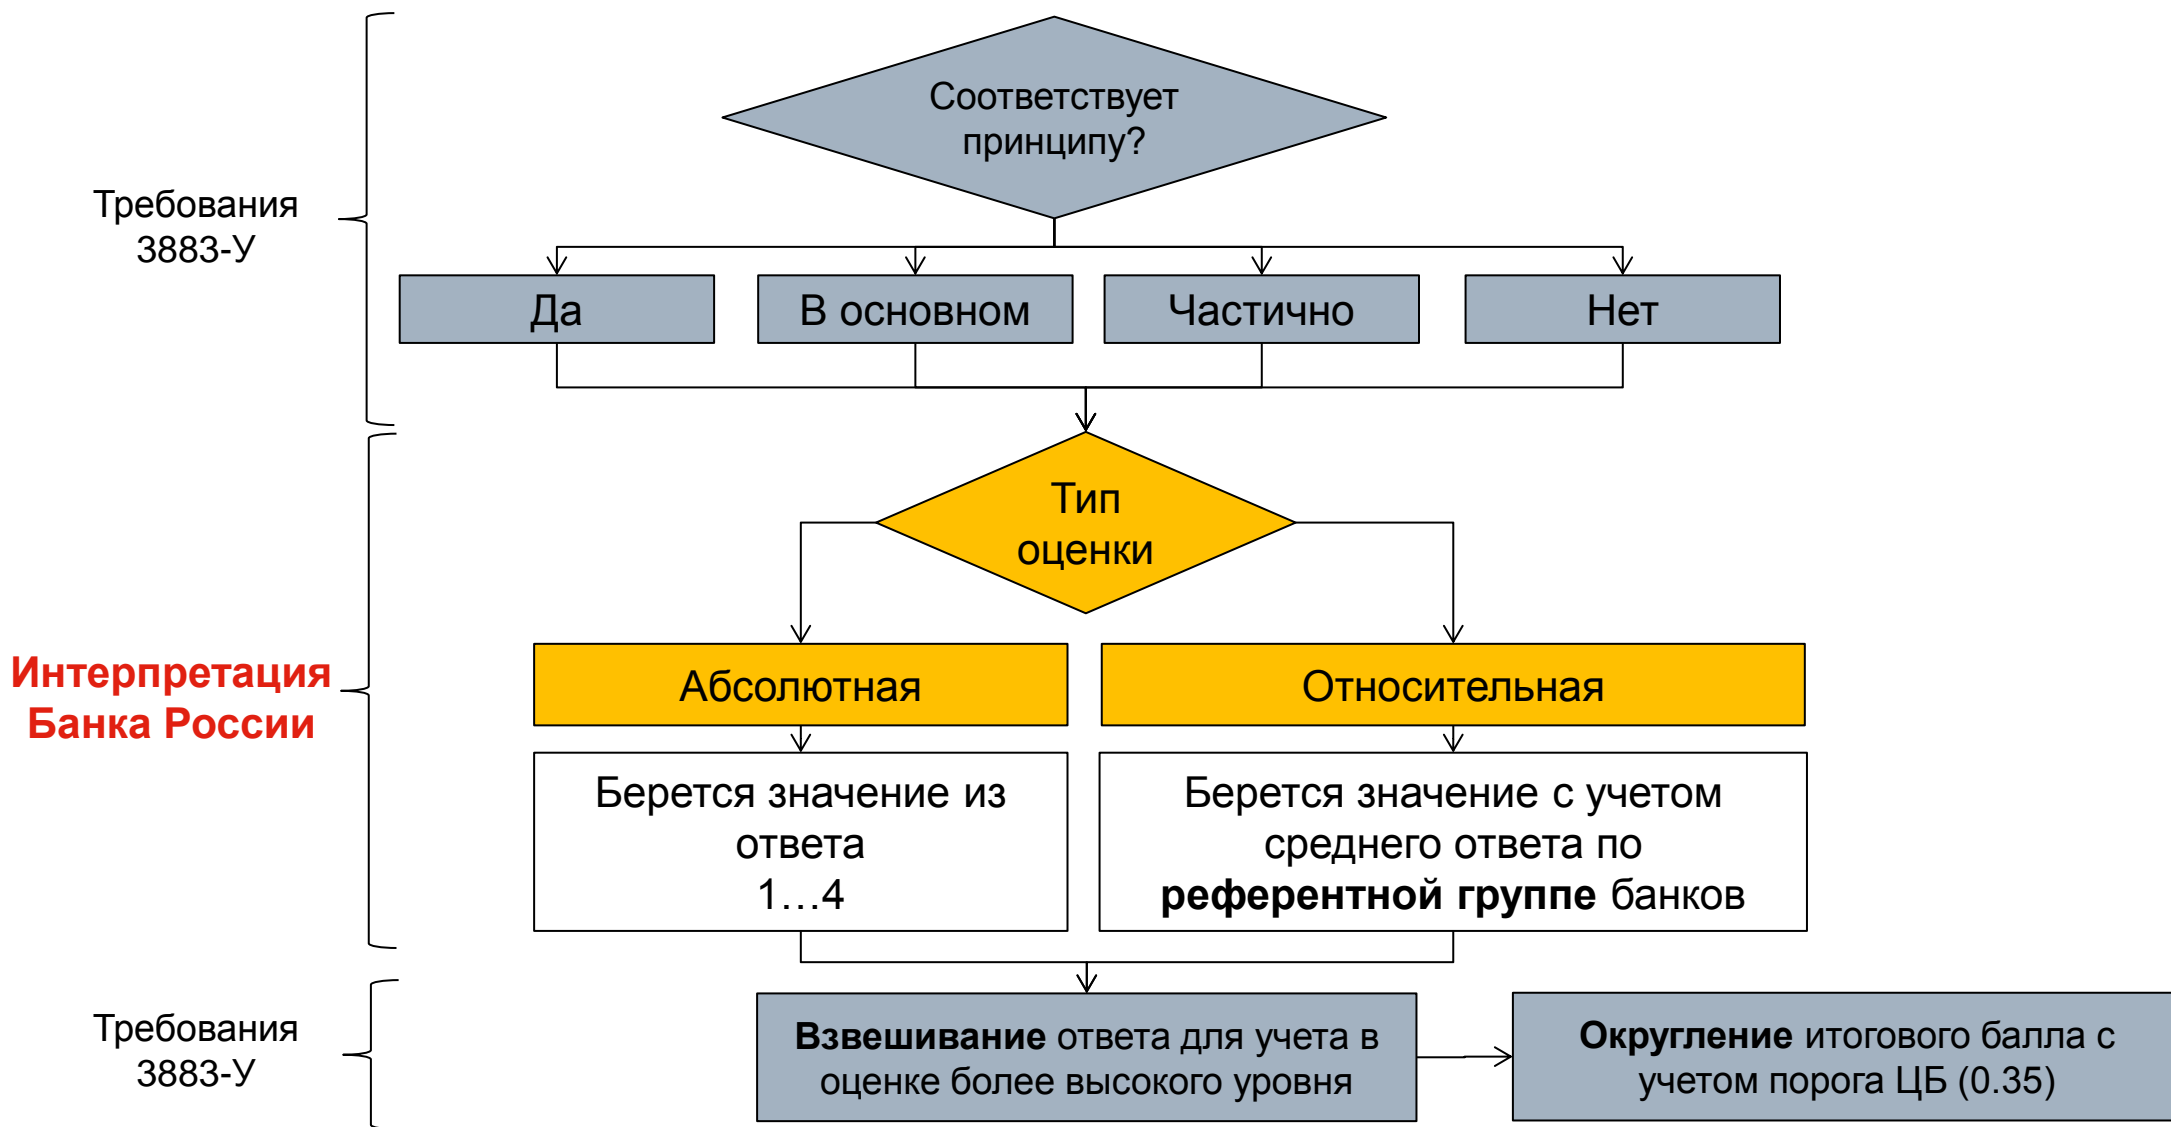 Соответствует
принципу?
Требования
3883-У
Да
В основном
Частично
Нет
Тип
оценки
Интерпретация
Банка России
Абсолютная
Относительная
Берется значение из
ответа
1…4
Берется значение с учетом
среднего ответа по
референтной группе банков
Требования
3883-У
Взвешивание ответа для учета в
оценке более высокого уровня
Округление итогового балла с
учетом порога ЦБ (0.35)